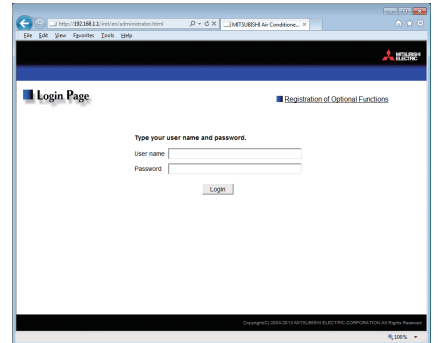 http://192.168.1.1/init/en/administrator.html
MITSUBISHI Air Conditione...
File Edit View Favorites Tools Help
MITSUBISHI
ELECTRIC
Login Page
Registration of Optional Functions
Type your user name and password.
User name
Password
Login
Copyright(C) 2004-2013 MITSUBISHI ELECTRIC CORPORATION All Rights Reserved
100%